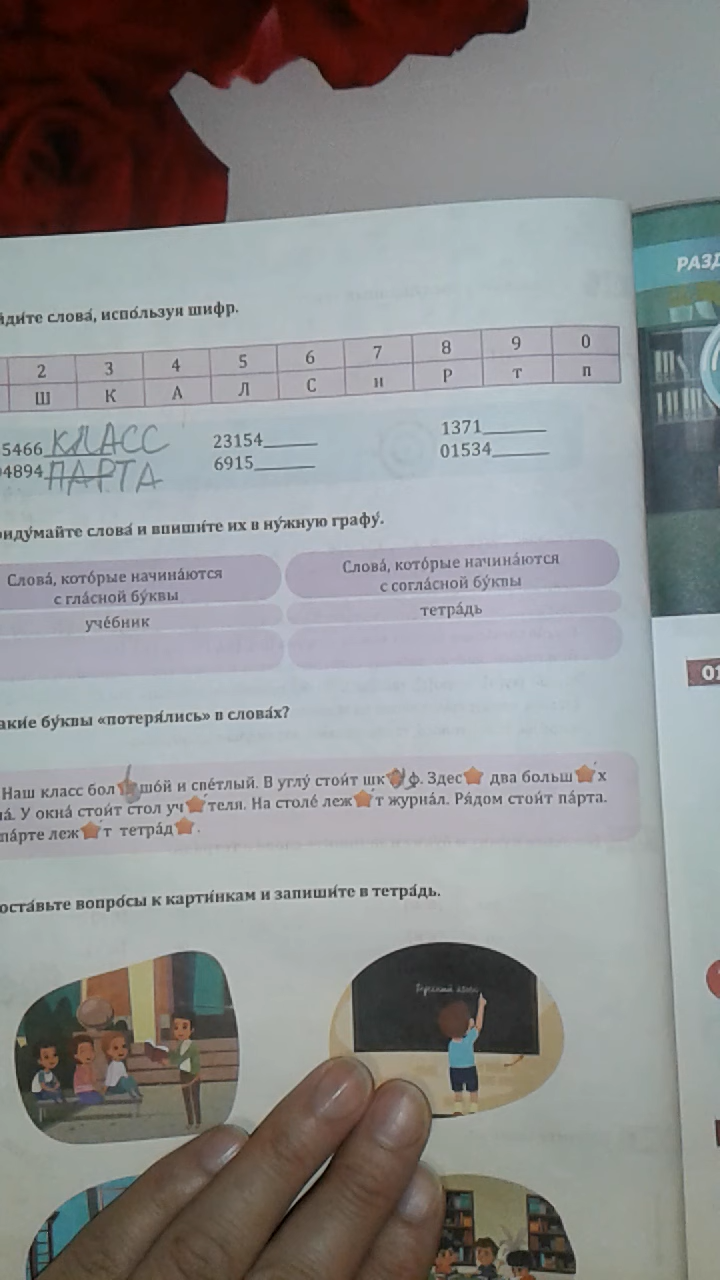 йди́те слова́, испо́льзуя шифр.
2 3 4 5 6 7 8 9 0
Ш К А Л С Н Р Т П
5466 КЛАСС 23154 1371
4894 ПАРТА 6915 01534
риду́майте слова́ и впиши́те их в ну́жную графу́.
Слова́, кото́рые начина́ются Слова́, кото́рые начина́ются
с гла́сной бу́квы с согла́сной бу́квы
уче́бник тетра́дь
акие бу́квы «потеря́лись» в слова́х?
Наш класс бол шо́й и све́тлый. В углу́ стои́т шк ф. Здес два больш х
а́. У окна́ стои́т стол уч теля. На столе́ леж т журна́л. Ря́дом стои́т па́рта.
па́рте леж т тетра́д .
оста́вьте вопро́сы к карти́нкам и запиши́те в тетра́дь.
РАЗД
01